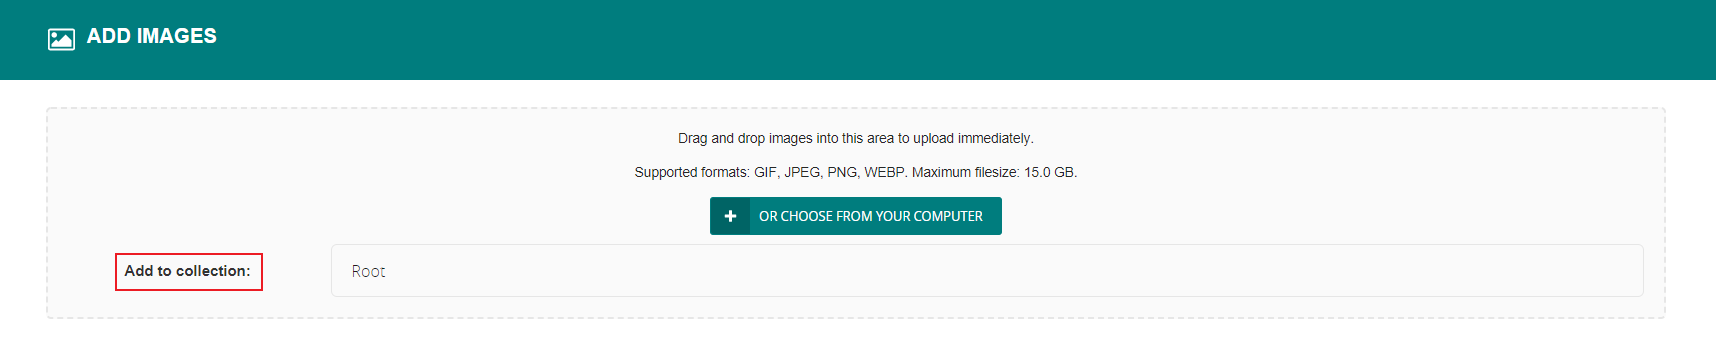 ADD IMAGES
Drag and drop images into this area to upload immediately.
Supported formats: GIF, JPEG, PNG, WEBP. Maximum filesize: 15.0 GB.
+ OR CHOOSE FROM YOUR COMPUTER
Add to collection: Root